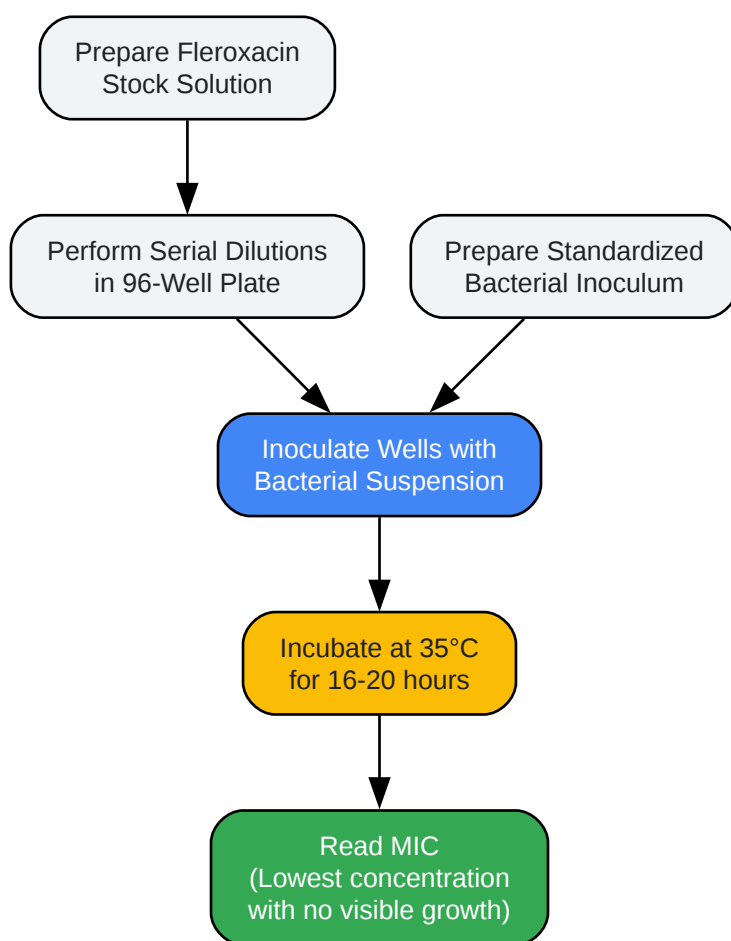 Prepare Fleroxacin
Stock Solution
Perform Serial Dilutions
in 96-Well Plate
Prepare Standardized
Bacterial Inoculum
Inoculate Wells with
Bacterial Suspension
Incubate at 35°C
for 16-20 hours
Read MIC
(Lowest concentration
with no visible growth)